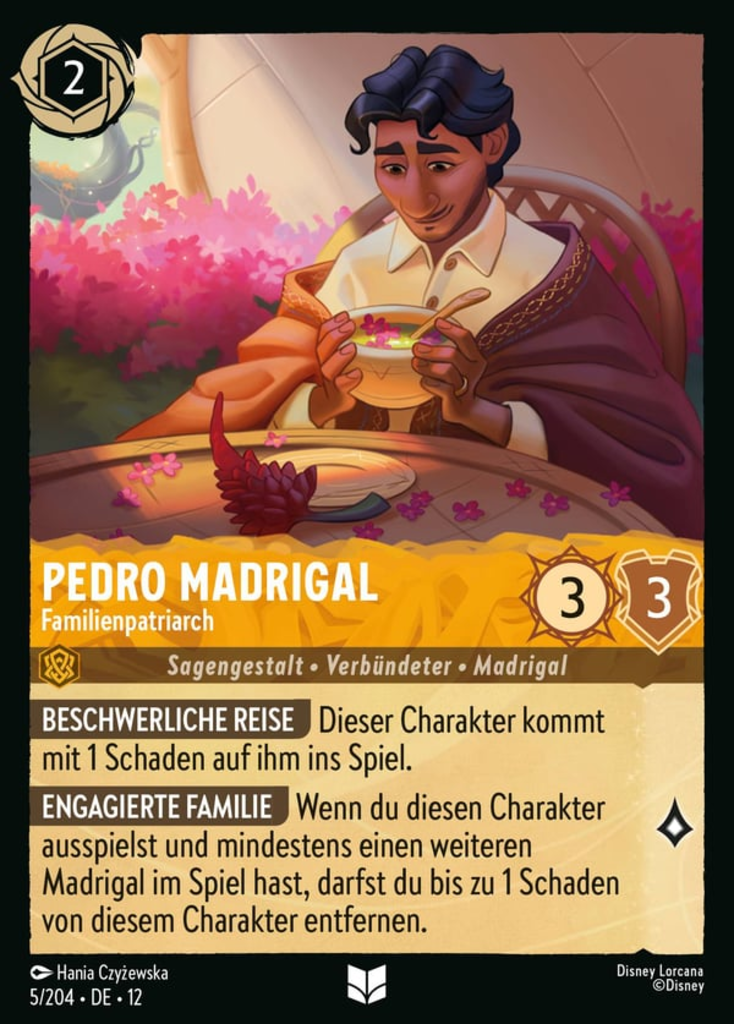 2
PEDRO MADRIGAL
Familienpatriarch
3
3
Sagengestalt • Verbündeter • Madrigal
BESCHWERLICHE REISE Dieser Charakter kommt
mit 1 Schaden auf ihm ins Spiel.
ENGAGIERTE FAMILIE Wenn du diesen Charakter
ausspielst und mindestens einen weiteren
Madrigal im Spiel hast, darfst du bis zu 1 Schaden
von diesem Charakter entfernen.
Hania Czyżewska
5/204 • DE • 12
Disney Lorcana
©Disney